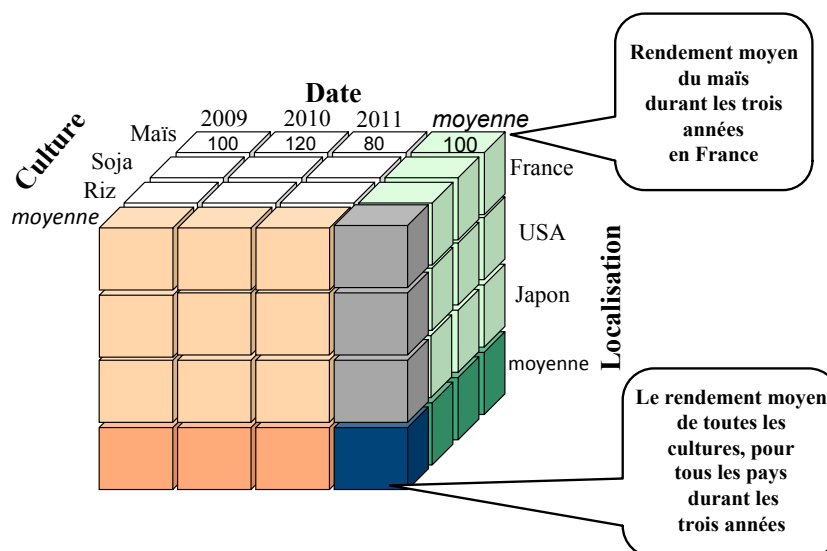 Date
2009 2010 2011 moyenne
Culture
Maïs
100 120 80 100
Soja
Riz
moyenne
France
USA
Japon
moyenne
Localisation
Rendement moyen
du maïs
durant les trois
années
en France
Le rendement moyen
de toutes les
cultures, pour
tous les pays
durant les
trois années